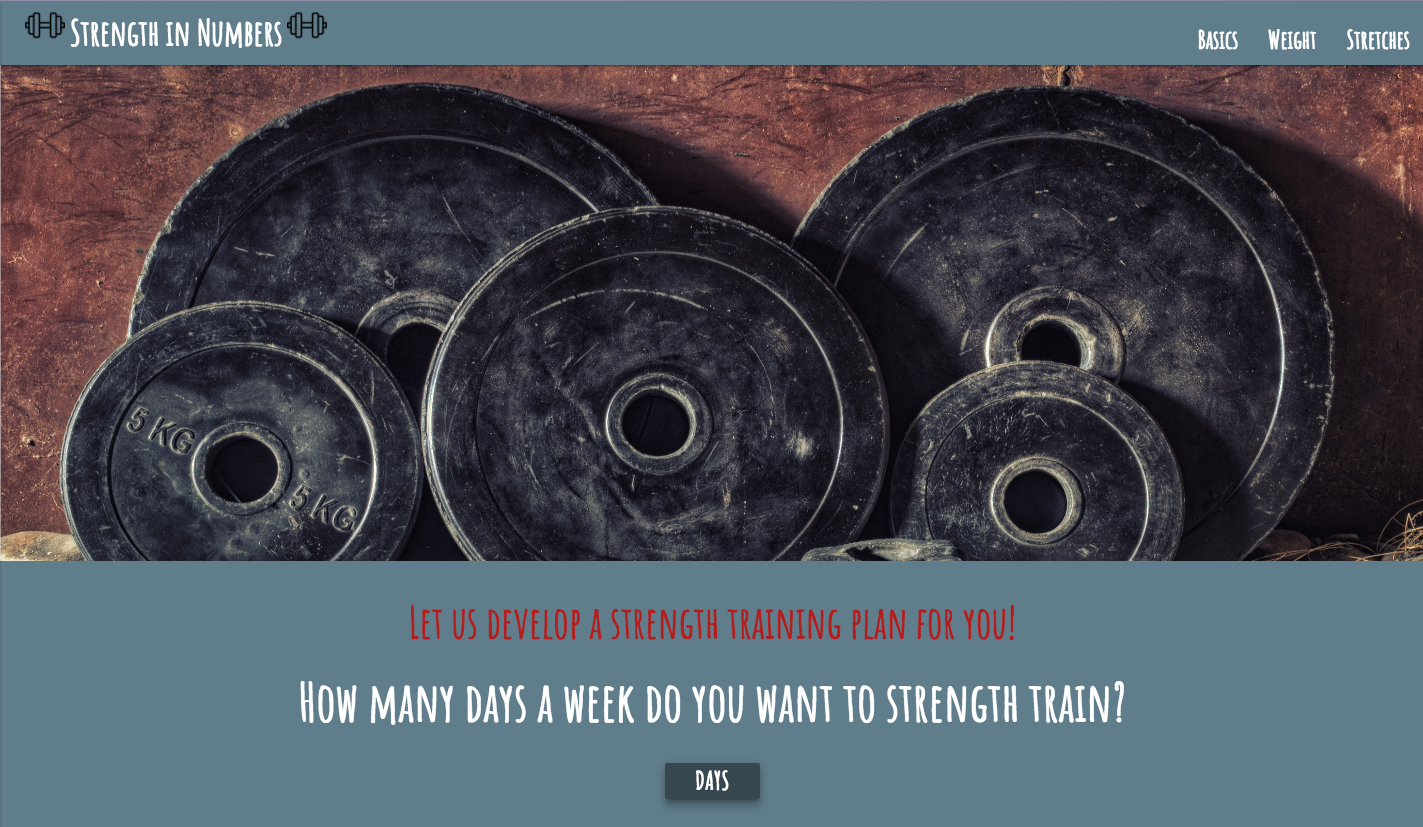 Strength in Numbers
Basics Weight Stretches
5 KG
5 KG
Let us develop a strength training plan for you!
How many days a week do you want to strength train?
DAYS